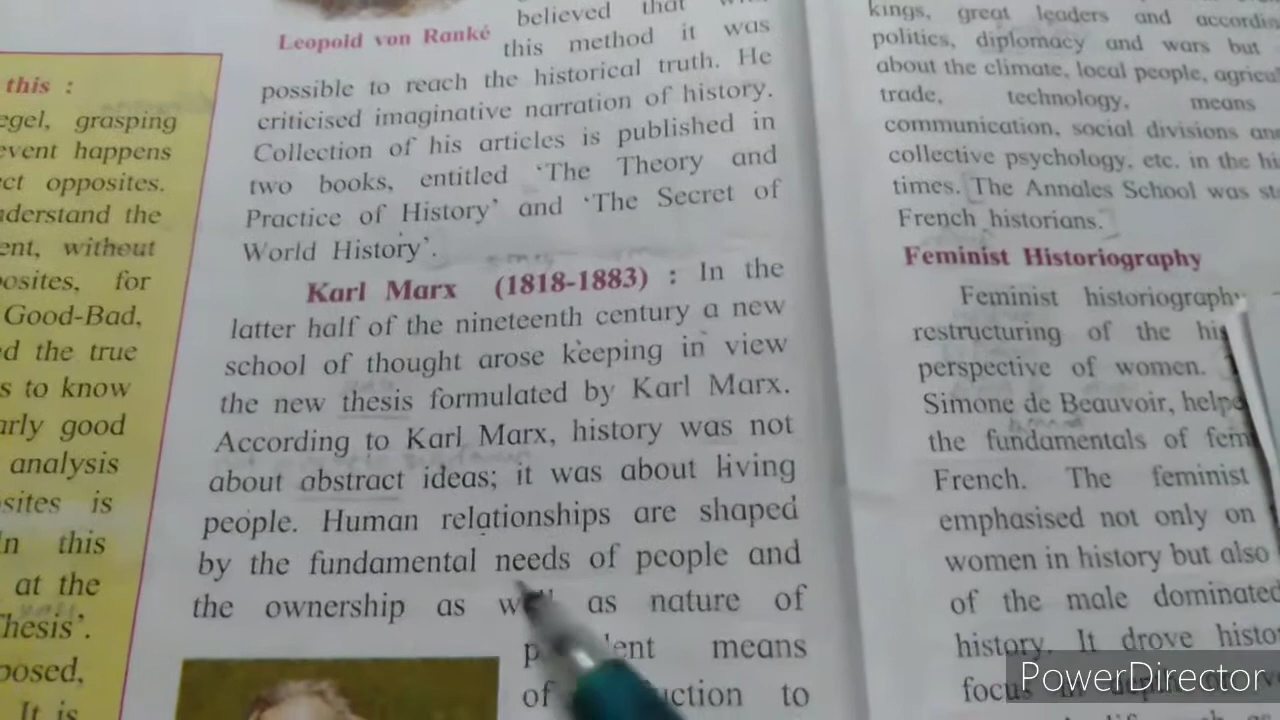 this :
egel, grasping
event happens
ct opposites.
nderstand the
ent, without
posites, for
Good-Bad,
ed the true
s to know
arly good
analysis
sites is
In this
at the
Thesis'.
posed,
It is
believed that
Leopold von Ranké this method it was
possible to reach the historical truth. He
criticised imaginative narration of history.
Collection of his articles is published in
two books, entitled ‘The Theory and
Practice of History’ and ‘The Secret of
World History’.
Karl Marx (1818-1883) : In the
latter half of the nineteenth century a new
school of thought arose keeping in view
the new thesis formulated by Karl Marx.
According to Karl Marx, history was not
about abstract ideas; it was about living
people. Human relationships are shaped
by the fundamental needs of people and
the ownership as well as nature of
means
of to
kings, great leaders and
politics, diplomacy and wars but
about the climate, local people,
trade, technology, means
communication, social divisions
collective psychology, etc. in the
times. The Annales School was
French historians.
Feminist Historiography
Feminist historiography
restructuring of the
perspective of women.
Simone de Beauvoir,
the fundamentals of
French. The feminist
emphasised not only on
women in history but also
of the male dominated
history. It drove
focus
PowerDirector